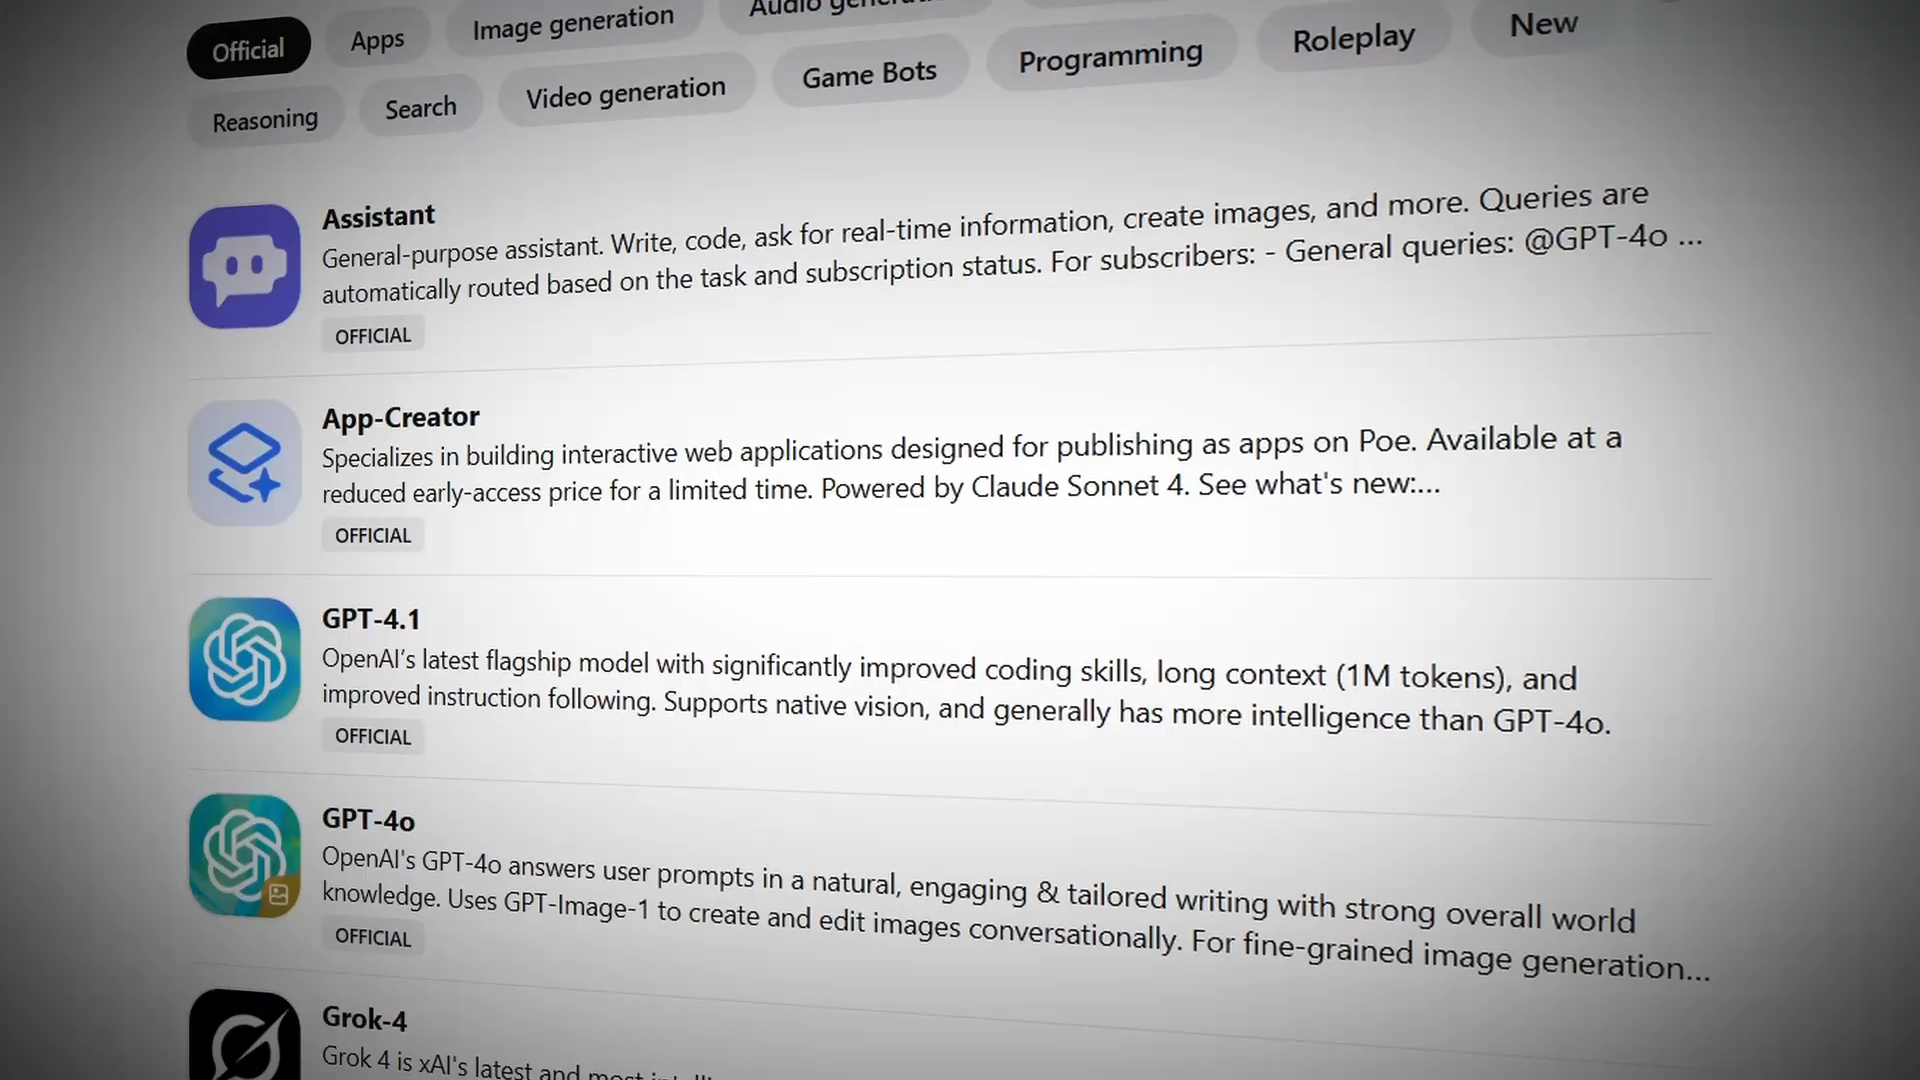 Official
Apps
Image generation
Audio
Reasoning
Search
Video generation
Game Bots
Programming
Roleplay
New
Assistant
General-purpose assistant. Write, code, ask for real-time information, create images, and more. Queries are
automatically routed based on the task and subscription status. For subscribers: - General queries: @GPT-4o ...
OFFICIAL
App-Creator
Specializes in building interactive web applications designed for publishing as apps on Poe. Available at a
reduced early-access price for a limited time. Powered by Claude Sonnet 4. See what's new:...
OFFICIAL
GPT-4.1
OpenAI’s latest flagship model with significantly improved coding skills, long context (1M tokens), and
improved instruction following. Supports native vision, and generally has more intelligence than GPT-4o.
OFFICIAL
GPT-4o
OpenAI's GPT-4o answers user prompts in a natural, engaging & tailored writing with strong overall world
knowledge. Uses GPT-Image-1 to create and edit images conversationally. For fine-grained image generation...
OFFICIAL
Grok-4
Grok 4 is xAI's latest and most